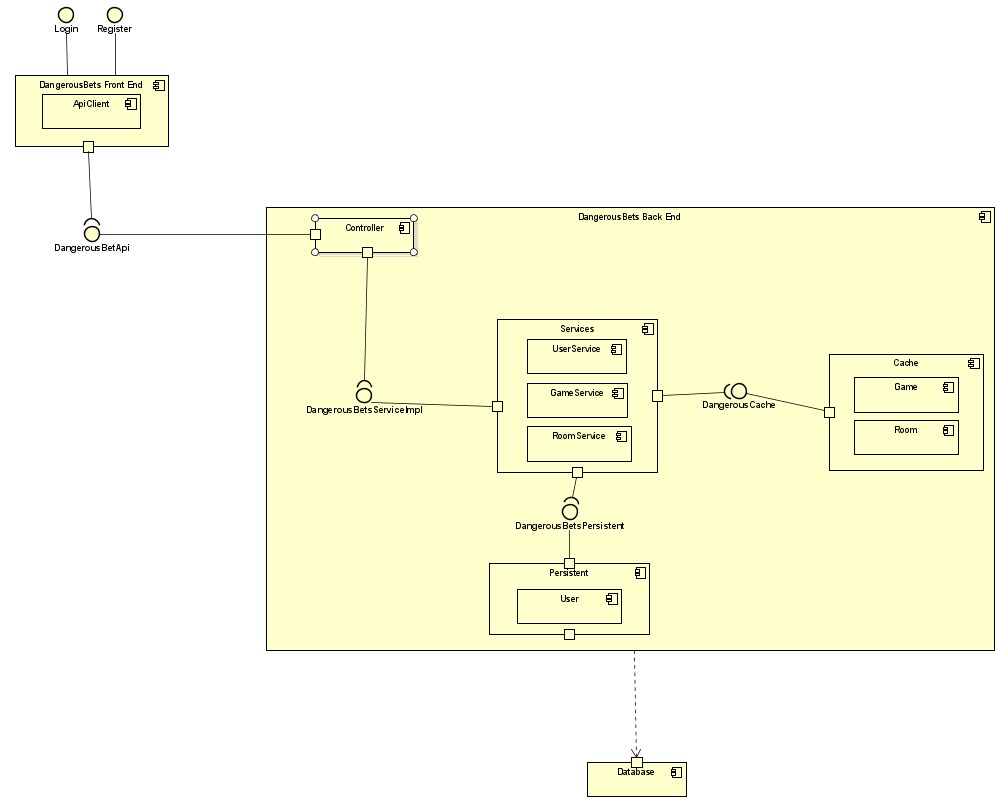 Login
Register
DangerousBets Front End
ApiClient
DangerousBetApi
DangerousBets Back End
Controller
Services
UserService
GameService
RoomService
DangerousBetsServiceImpl
DangerousCache
Cache
Game
Room
DangerousBetsPersistent
Persistent
User
Database